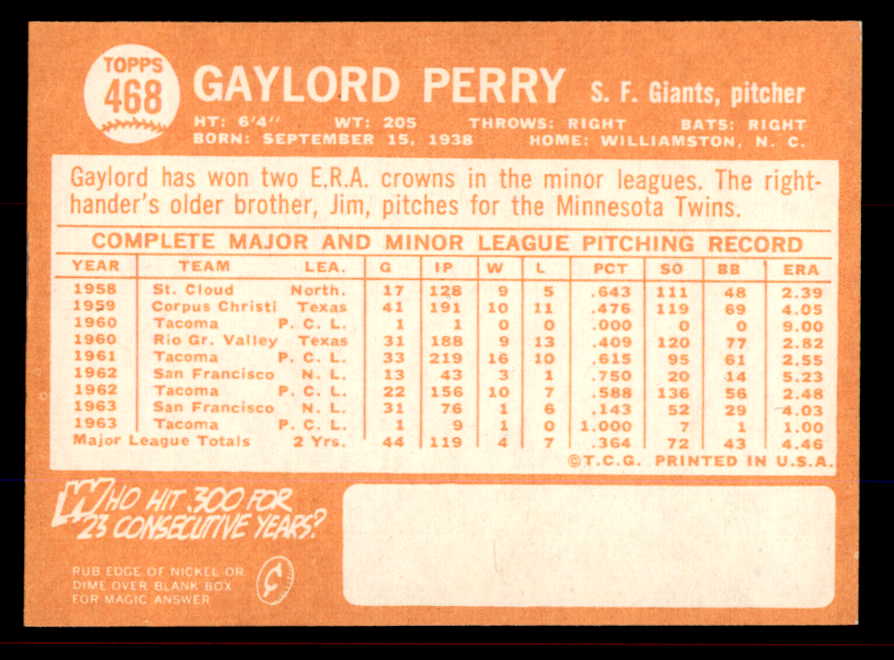 TOPPS
468
GAYLORD PERRY S. F. Giants, pitcher
HT: 6'4" WT: 205 THROWS: RIGHT BATS: RIGHT
BORN: SEPTEMBER 15, 1938 HOME: WILLIAMSTON, N. C.
Gaylord has won two E.R.A. crowns in the minor leagues. The right-
hander's older brother, Jim, pitches for the Minnesota Twins.
COMPLETE MAJOR AND MINOR LEAGUE PITCHING RECORD
YEAR TEAM LEA. G IP W L PCT SO BB ERA
1958 St. Cloud North. 17 128 9 5 .643 111 48 2.39
1959 Corpus Christi Texas 41 191 10 11 .476 119 69 4.05
1960 Tacoma P. C. L. 1 1 0 0 .000 0 0 9.00
1960 Rio Gr. Valley Texas 31 188 9 13 .409 120 77 2.82
1961 Tacoma P. C. L. 33 219 16 10 .615 95 61 2.55
1962 San Francisco N. L. 13 43 3 1 .750 20 14 5.23
1962 Tacoma P. C. L. 22 156 10 7 .588 136 56 2.48
1963 San Francisco N. L. 31 76 1 6 .143 52 29 4.03
1963 Tacoma P. C. L. 1 9 1 0 1.000 7 1 1.00
Major League Totals 2 Yrs. 44 119 4 7 .364 72 43 4.46
©T.C.G. PRINTED IN U.S.A.
WHO HIT .300 FOR
23 CONSECUTIVE YEARS?
RUB EDGE OF NICKEL OR
DIME OVER BLANK BOX
FOR MAGIC ANSWER
¢